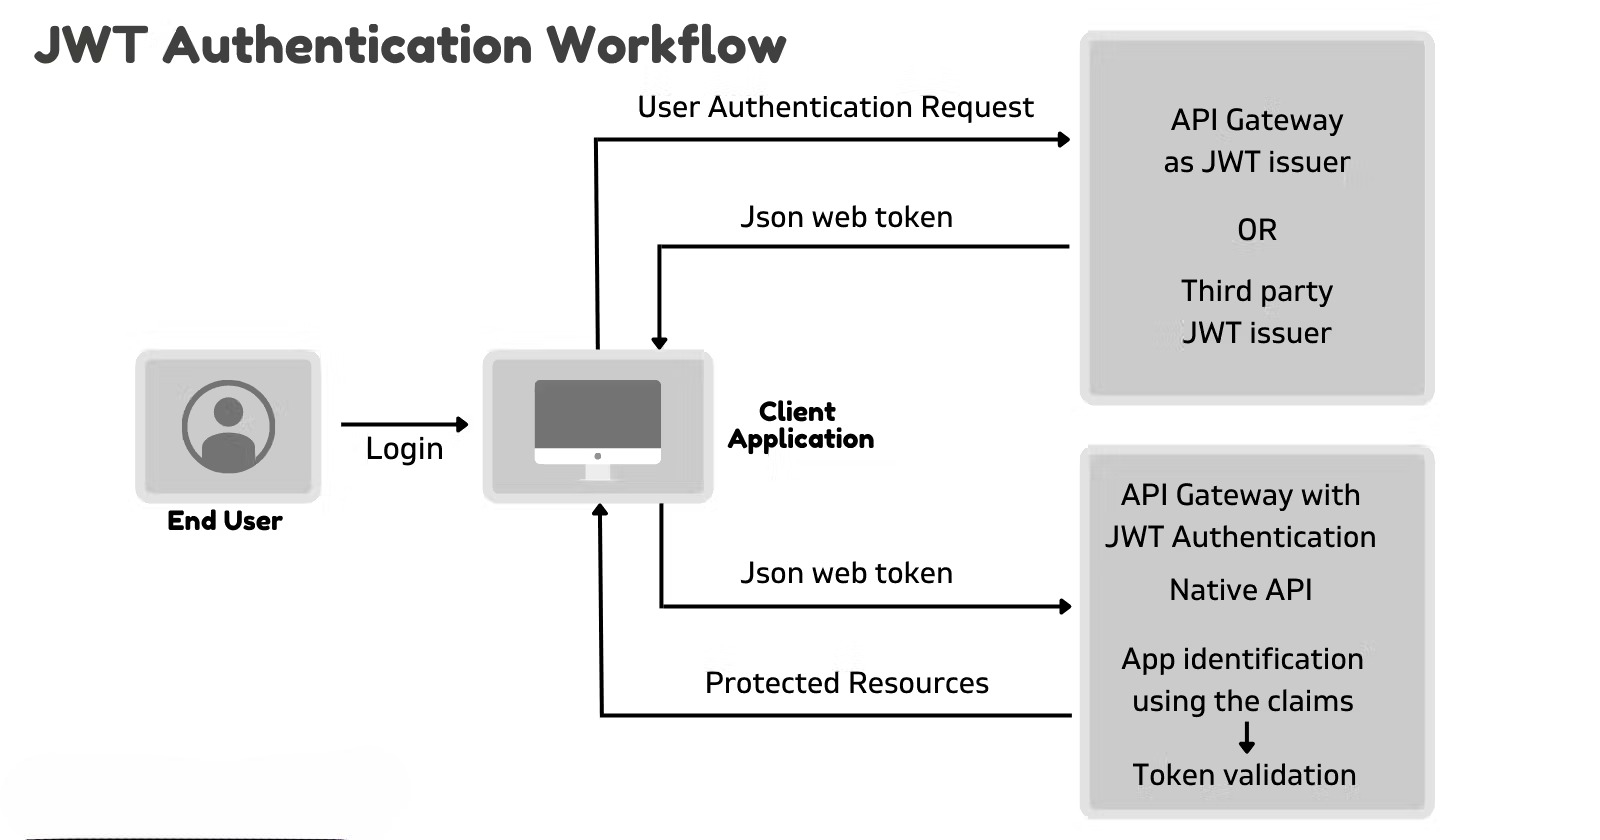 JWT Authentication Workflow
User Authentication Request
Json web token
API Gateway
as JWT issuer
OR
Third party
JWT issuer
Login
End User
Client
Application
Json web token
Protected Resources
API Gateway with
JWT Authentication
Native API
App identification
using the claims
Token validation